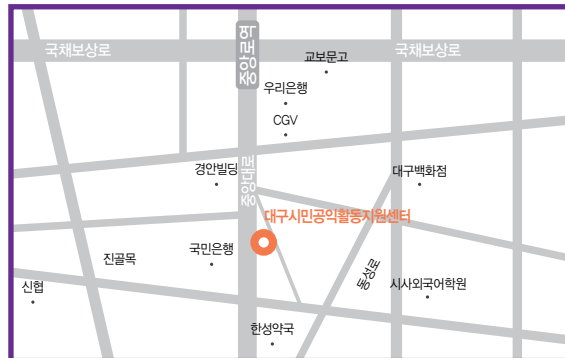 국채보상로
중앙로역
교보문고
국채보상로
우리은행
CGV
경안빌딩
중앙대로
대구백화점
대구시민공익활동지원센터
국민은행
진골목
동성로
시사외국어학원
신협
한성약국